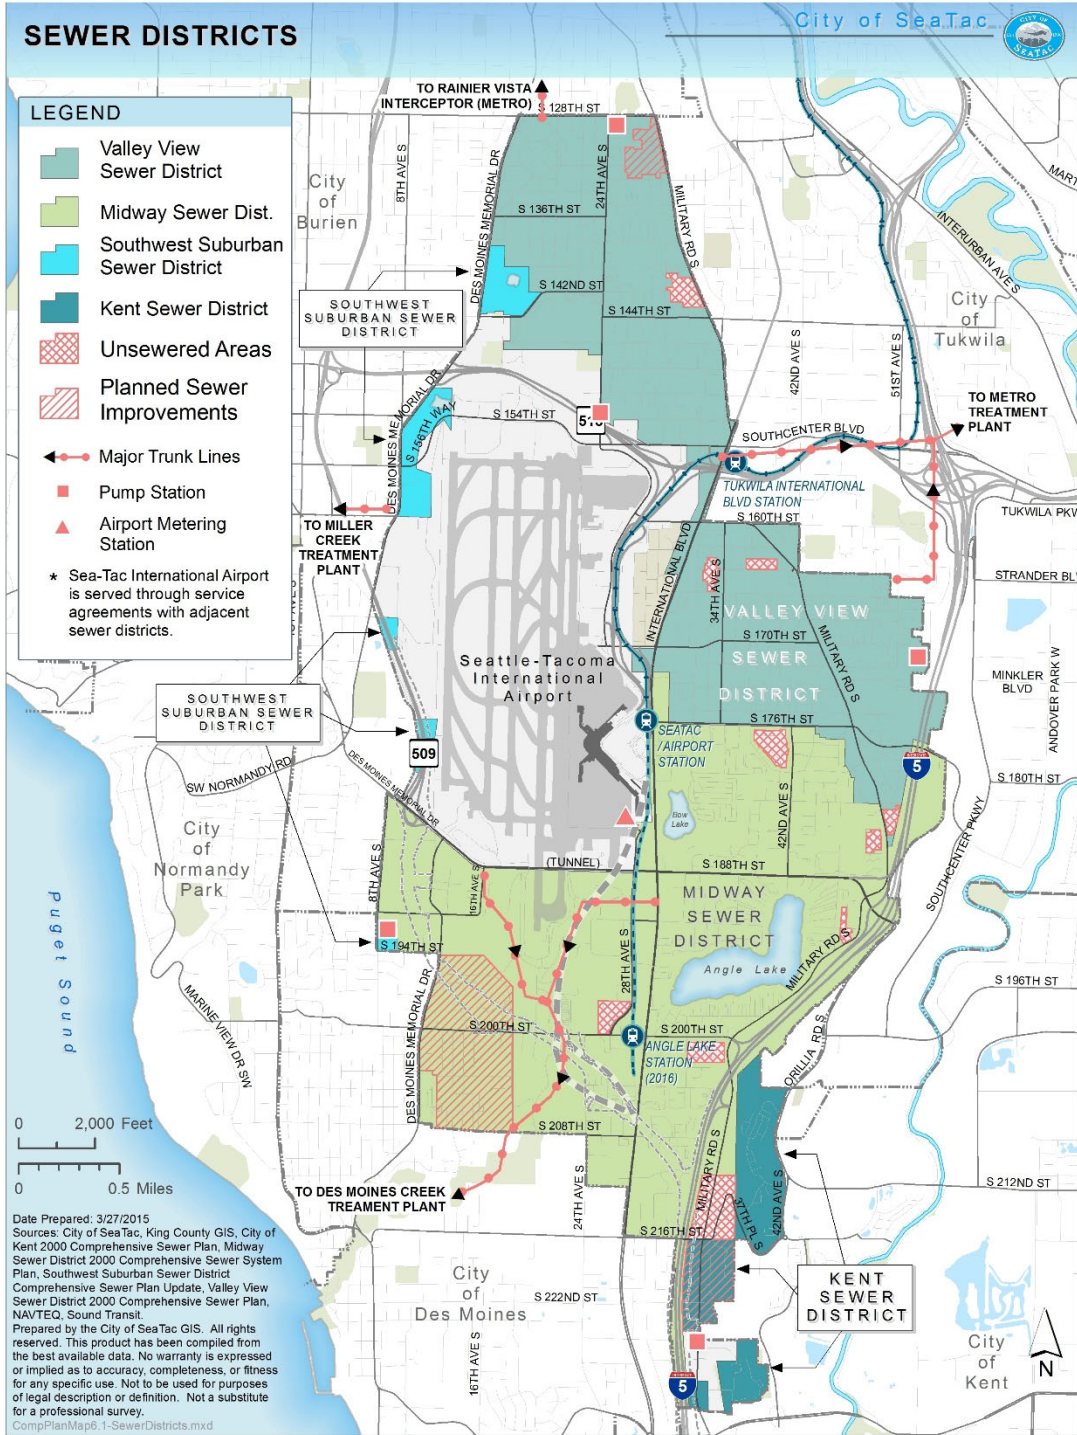 SEWER DISTRICTS
City of SeaTac
CITY OF
SEATAC
LEGEND
Valley View
Sewer District
Midway Sewer Dist.
Southwest Suburban
Sewer District
Kent Sewer District
Unsewered Areas
Planned Sewer
Improvements
Major Trunk Lines
Pump Station
Airport Metering
Station
* Sea-Tac International Airport
is served through service
agreements with adjacent
sewer districts.
TO RAINIER VISTA
INTERCEPTOR (METRO)
S 128TH ST
City
of
Burien
8TH AVE S
DES MOINES MEMORIAL DR
24TH AVE S
MILITARY RD S
S 136TH ST
S 142ND ST
S 144TH ST
SOUTHWEST
SUBURBAN SEWER
DISTRICT
INTERURBAN AVE S
City
of
Tukwila
42ND AVE S
51ST AVE S
DES MOINES MEMORIAL DR
S 156TH WAY
S 154TH ST
518
SOUTHCENTER BLVD
TO METRO
TREATMENT
PLANT
TUKWILA INTERNATIONAL
BLVD STATION
TO MILLER
CREEK
TREATMENT
PLANT
S 160TH ST
STRANDER BLV
INTERNATIONAL BLVD
34TH AVE S
VALLEY VIEW
SEWER
DISTRICT
S 170TH ST
MILITARY RD S
Seattle-Tacoma
International
Airport
MINKLER
BLVD
ANDOVER PARK W
SOUTHWEST
SUBURBAN SEWER
DISTRICT
509
S 176TH ST
SEATAC
/AIRPORT
STATION
5
S 180TH ST
SW NORMANDY RD
DES MOINES MEMORIAL DR
Bow
Lake
42ND AVE S
SOUTHCENTER PKWY
City
of
Normandy
Park
8TH AVE S
16TH AVE S
(TUNNEL)
S 188TH ST
MIDWAY
SEWER
DISTRICT
Angle Lake
MILITARY RD S
S 194TH ST
28TH AVE S
S 196TH ST
Puget Sound
MARINE VIEW DR SW
DES MOINES MEMORIAL DR
S 200TH ST
S 200TH ST
ANGLE LAKE
STATION
(2016)
ORILLIA RD S
0 2,000 Feet
0 0.5 Miles
S 208TH ST
24TH AVE S
MILITARY RD S
37TH PL S
42ND AVE S
S 212ND ST
TO DES MOINES CREEK
TREAMENT PLANT
S 216TH ST
KENT
SEWER
DISTRICT
City
of
Des Moines
S 222ND ST
16TH AVE S
5
City
of
Kent
N
Date Prepared: 3/27/2015
Sources: City of SeaTac, King County GIS, City of
Kent 2000 Comprehensive Sewer Plan, Midway
Sewer District 2000 Comprehensive Sewer System
Plan, Southwest Suburban Sewer District
Comprehensive Sewer Plan Update, Valley View
Sewer District 2000 Comprehensive Sewer Plan,
NAVTEQ, Sound Transit.
Prepared by the City of SeaTac GIS. All rights
reserved. This product has been compiled from
the best available data. No warranty is expressed
or implied as to accuracy, completeness, or fitness
for any specific use. Not to be used for purposes
of legal description or definition. Not a substitute
for a professional survey.
CompPlanMap6.1-SewerDistricts.mxd